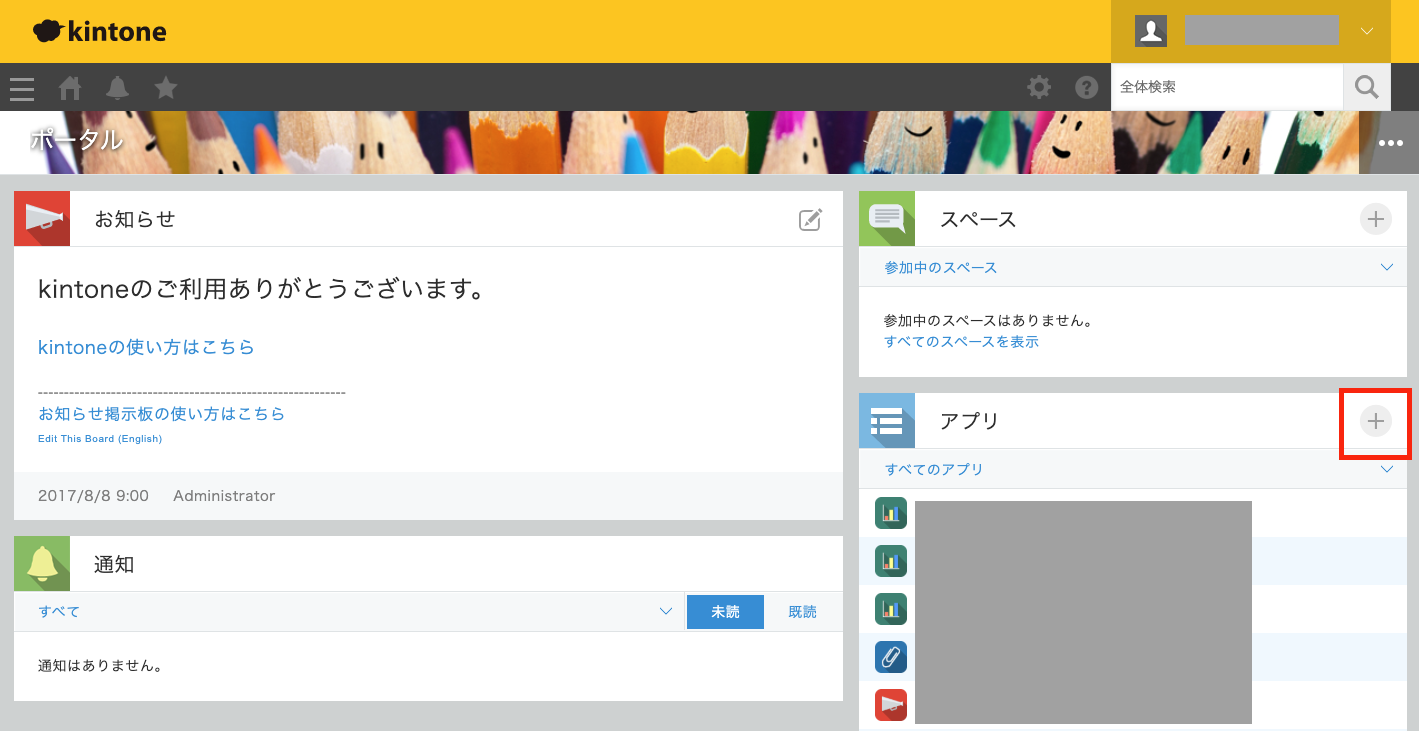 kintone
全体検索
ポータル
お知らせ
kintoneのご利用ありがとうございます。
kintoneの使い方はこちら
------------------------------------------------------------
お知らせ掲示板の使い方はこちら
Edit This Board (English)
2017/8/8 9:00 Administrator
通知
すべて
未読
既読
通知はありません。
スペース
参加中のスペース
参加中のスペースはありません。
すべてのスペースを表示
アプリ
すべてのアプリ